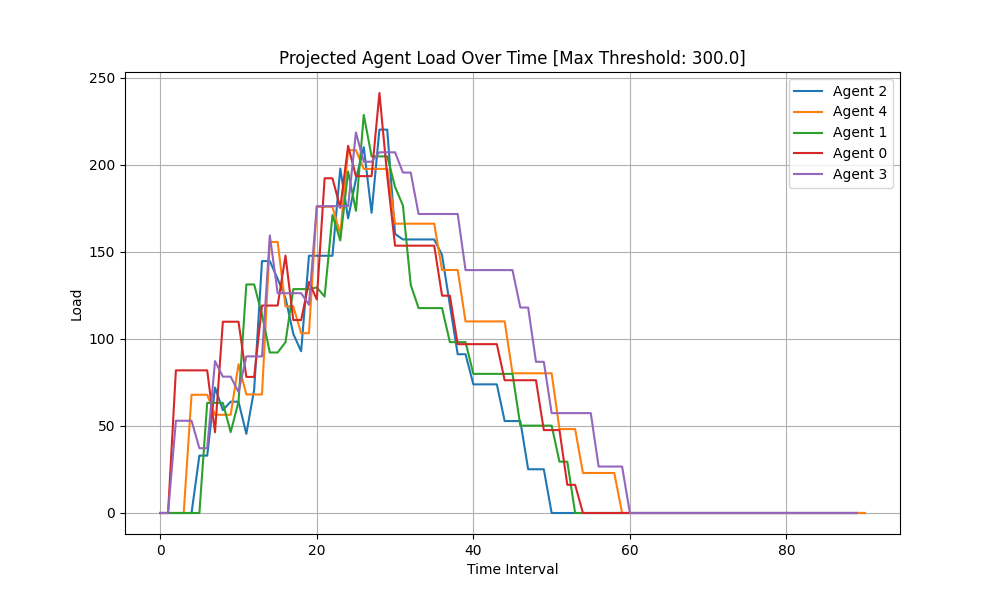 Projected Agent Load Over Time [Max Threshold: 300.0]
250
200
150
100
50
0
Load
0 20 40 60 80
Time Interval
Agent 2
Agent 4
Agent 1
Agent 0
Agent 3